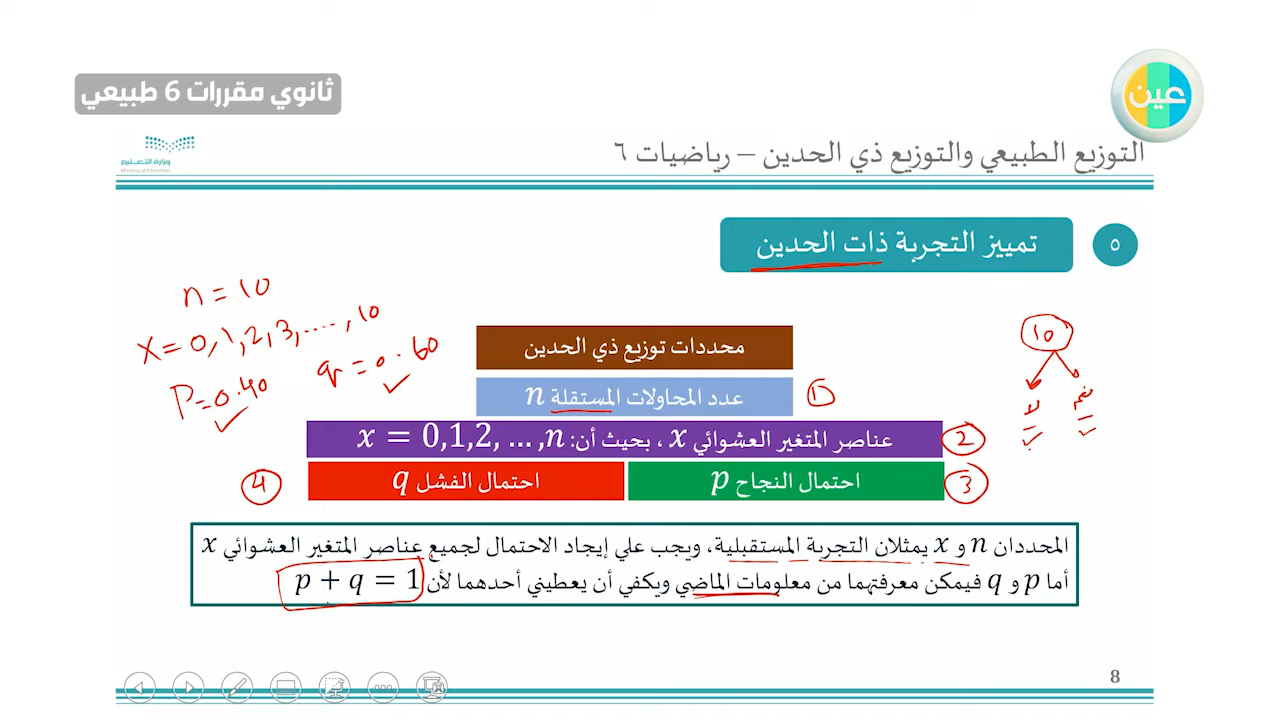 ثانوي مقررات 6 طبيعي
عين
وزارة التعليم
Ministry of Education
التوزيع الطبيعي والتوزيع ذي الحدين – رياضيات ٦
٥
تمييز التجربة ذات الحدين
n = 10
x = 0, 1, 2, 3, ...., 10
P = 0.40
q = 0.60
10
نعم
لا
محددات توزيع ذي الحدين
1
عدد المحاولات المستقلة n
2
عناصر المتغير العشوائي x ، بحيث أن: x = 0,1,2, ... ,n
3
احتمال النجاح p
احتمال الفشل q
4
المحددان n و x يمثلان التجربة المستقبلية، ويجب علي إيجاد الاحتمال لجميع عناصر المتغير العشوائي x
أما p و q فيمكن معرفتهما من معلومات الماضي ويكفي أن يعطيني أحدهما لأن p + q = 1
8